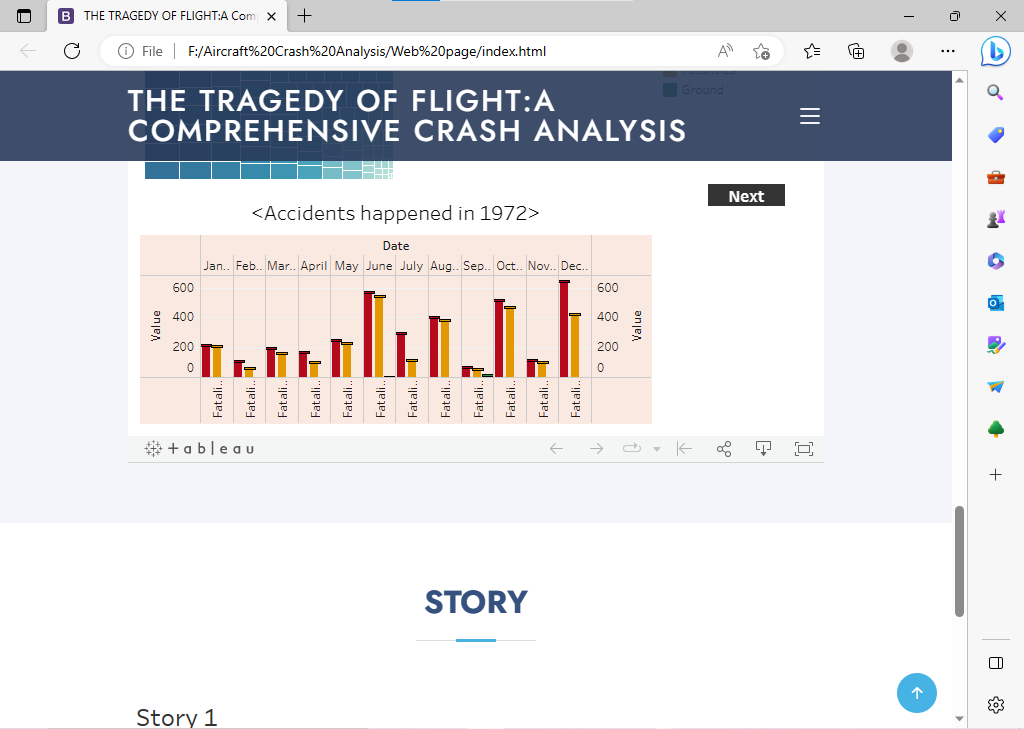 THE TRAGEDY OF FLIGHT:A Com
File
F:/Aircraft%20Crash%20Analysis/Web%20page/index.html
THE TRAGEDY OF FLIGHT:A
COMPREHENSIVE CRASH ANALYSIS
Ground
Next
<Accidents happened in 1972>
Date
Jan.. Feb.. Mar.. April May June July Aug.. Sep.. Oct.. Nov.. Dec..
600 600
400 400
200 200
0 0
Value Value
Fatali.. Fatali.. Fatali.. Fatali.. Fatali.. Fatali.. Fatali.. Fatali.. Fatali.. Fatali.. Fatali.. Fatali..
+ a b l e a u
STORY
Story 1